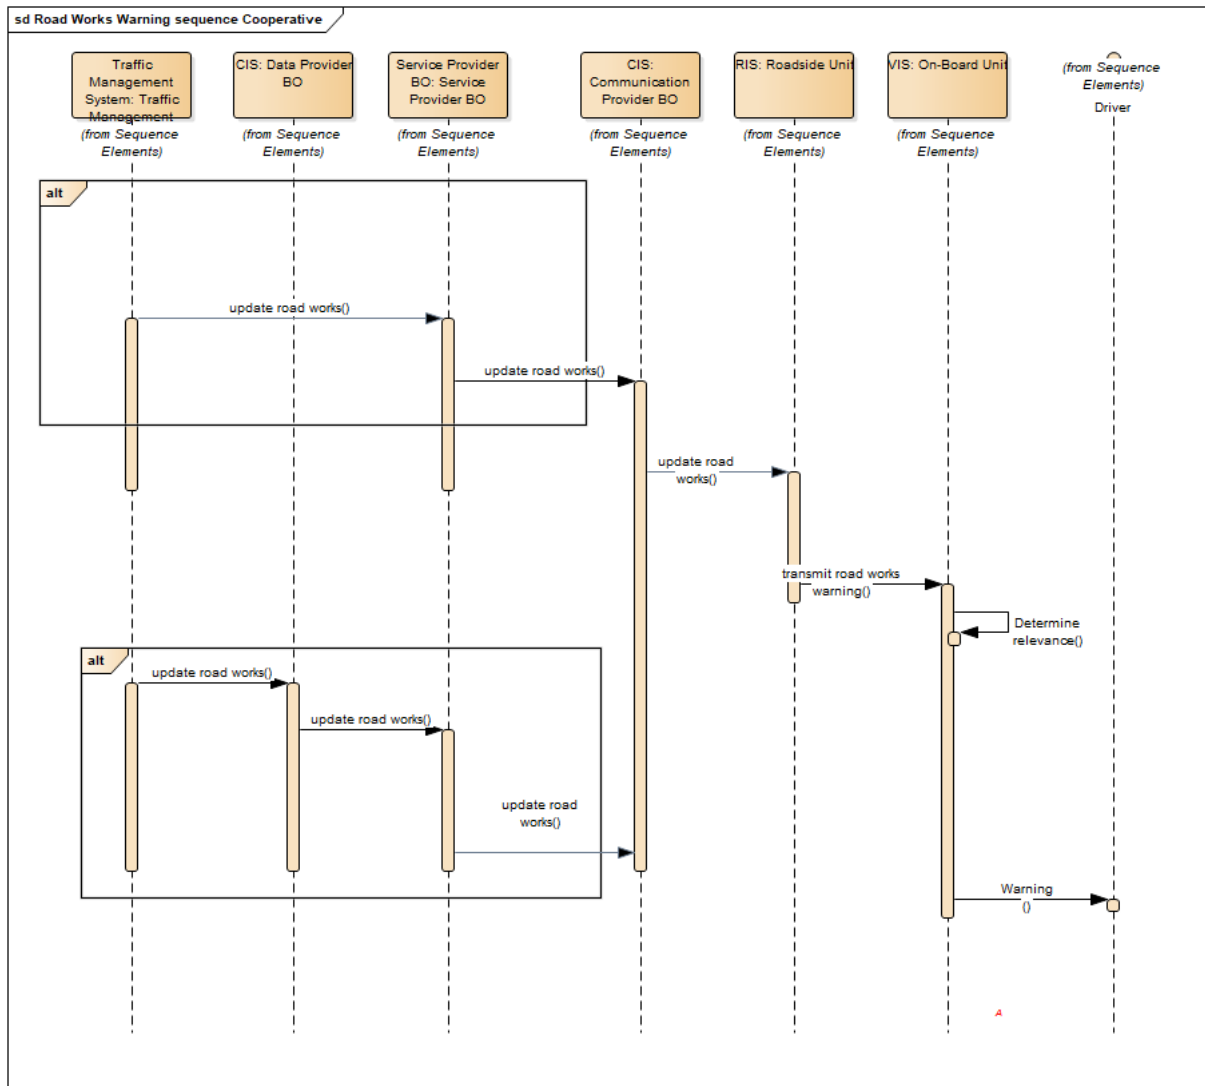 sd Road Works Warning sequence Cooperative
Traffic
Management
System: Traffic
Management
(from Sequence
Elements)
CIS: Data Provider
BO
(from Sequence
Elements)
Service Provider
BO: Service
Provider BO
(from Sequence
Elements)
CIS:
Communication
Provider BO
(from Sequence
Elements)
RIS: Roadside Unit
(from Sequence
Elements)
VIS: On-Board Unit
(from Sequence
Elements)
(from Sequence
Elements)
Driver
alt
update road works()
update road works()
update road
works()
transmit road works
warning()
Determine
relevance()
alt
update road works()
update road works()
update road
works()
Warning
()
A